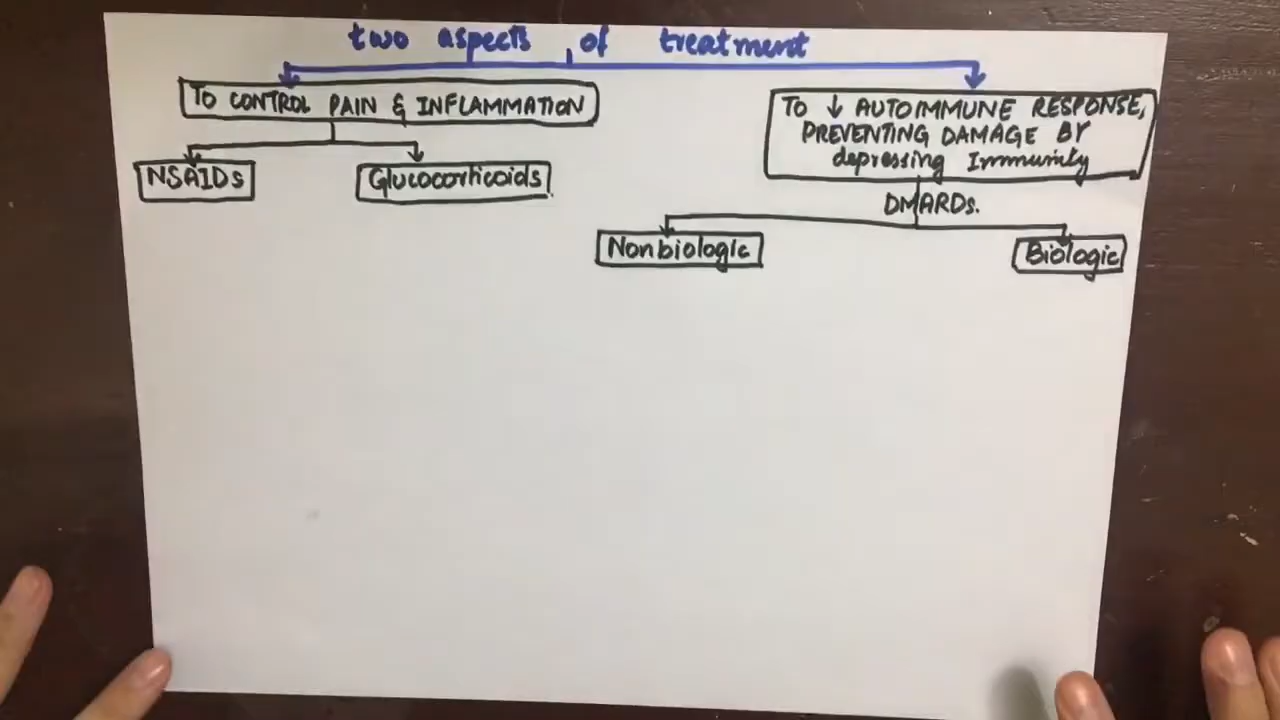 two aspects of treatment
To CONTROL PAIN & INFLAMMATION
NSAIDs
Glucocorticoids
To ↓ AUTOIMMUNE RESPONSE,
PREVENTING DAMAGE BY
depressing Immunity
DMARDs.
Nonbiologic
Biologic